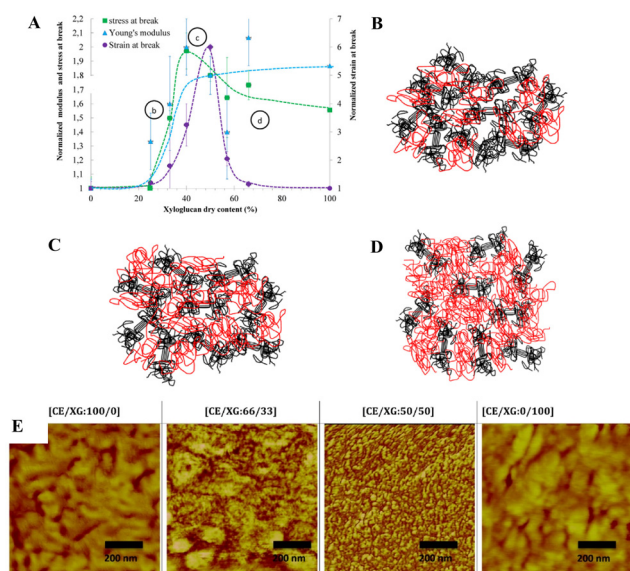 A
stress at break
Young's modulus
Strain at break
Normalized modulus and stress at break
2,2
2,1
2
1,9
1,8
1,7
1,6
1,5
1,4
1,3
1,2
1,1
1
7
6
5
4
3
2
1
Normalized strain at break
b
c
d
0
20
40
60
80
100
Xyloglucan dry content (%)
B
C
D
E
[CE/XG:100/0]
[CE/XG:66/33]
[CE/XG:50/50]
[CE/XG:0/100]
200 nm
200 nm
200 nm
200 nm